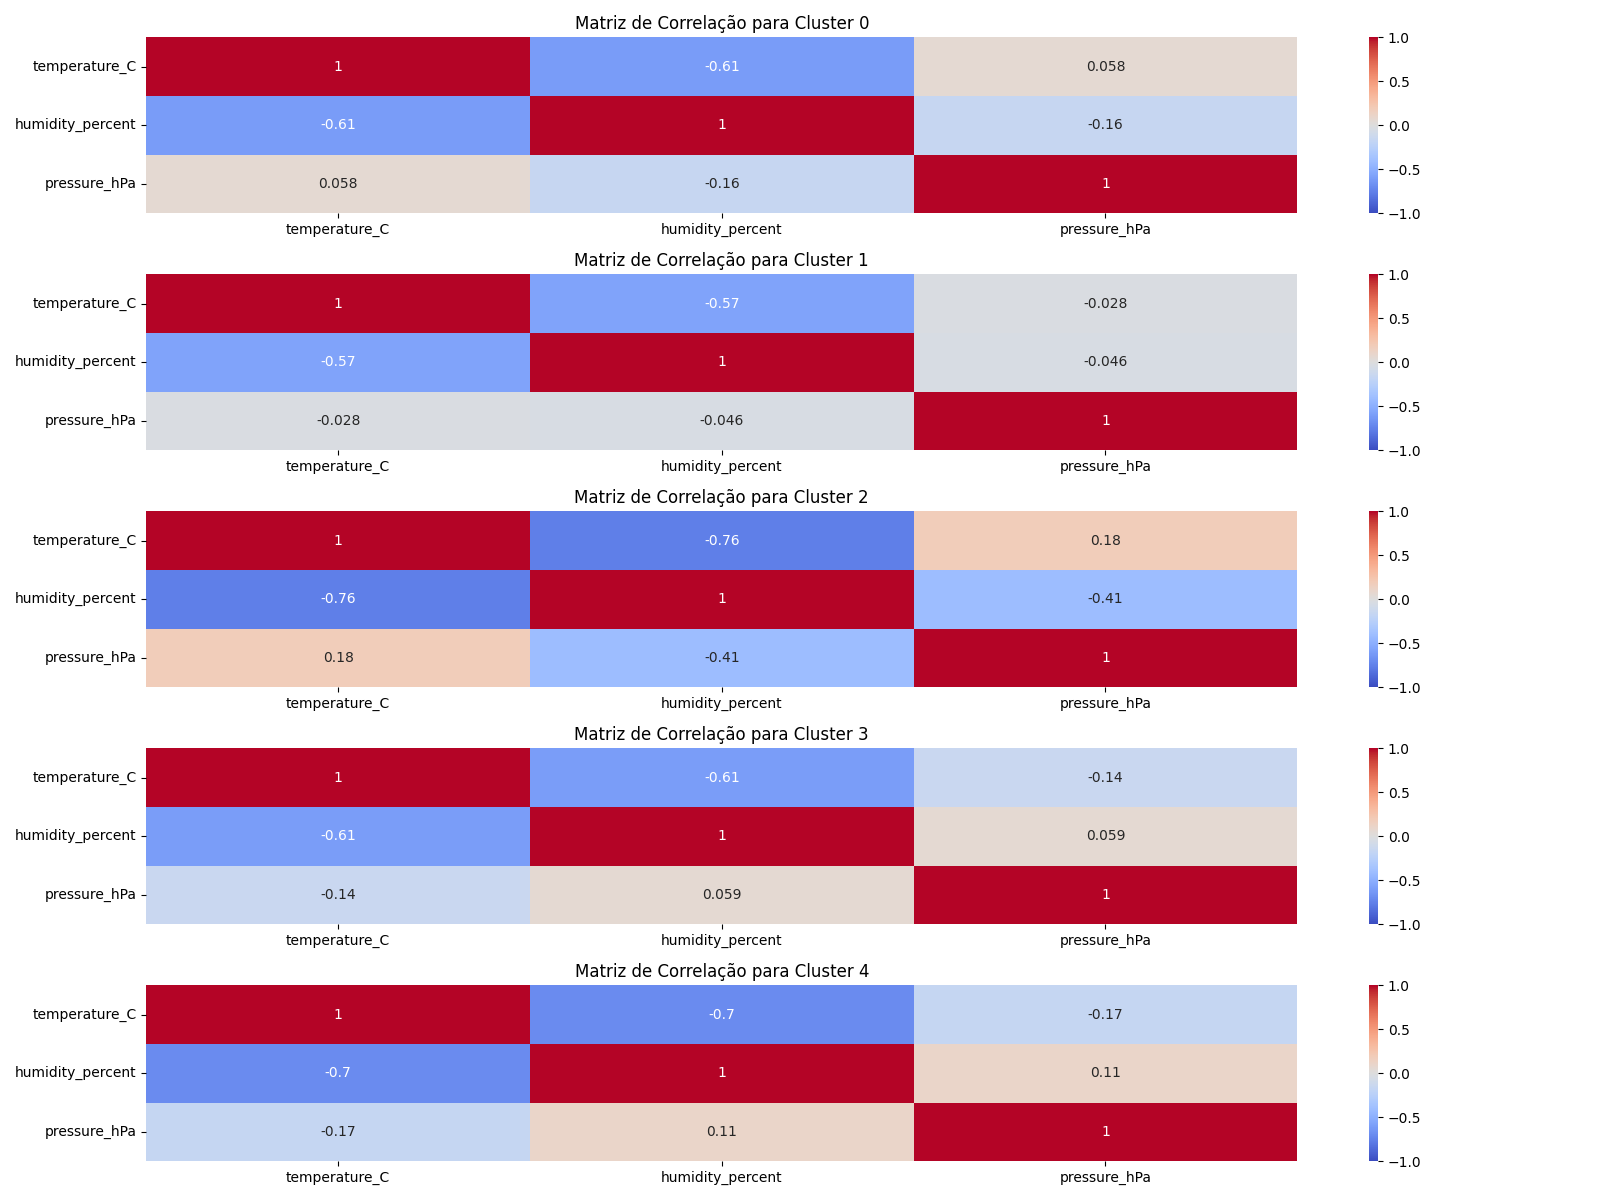 Matriz de Correlação para Cluster 0
temperature_C 1 -0.61 0.058
humidity_percent -0.61 1 -0.16
pressure_hPa 0.058 -0.16 1
temperature_C humidity_percent pressure_hPa
1.0
0.5
0.0
−0.5
−1.0
Matriz de Correlação para Cluster 1
temperature_C 1 -0.57 -0.028
humidity_percent -0.57 1 -0.046
pressure_hPa -0.028 -0.046 1
temperature_C humidity_percent pressure_hPa
1.0
0.5
0.0
−0.5
−1.0
Matriz de Correlação para Cluster 2
temperature_C 1 -0.76 0.18
humidity_percent -0.76 1 -0.41
pressure_hPa 0.18 -0.41 1
temperature_C humidity_percent pressure_hPa
1.0
0.5
0.0
−0.5
−1.0
Matriz de Correlação para Cluster 3
temperature_C 1 -0.61 -0.14
humidity_percent -0.61 1 0.059
pressure_hPa -0.14 0.059 1
temperature_C humidity_percent pressure_hPa
1.0
0.5
0.0
−0.5
−1.0
Matriz de Correlação para Cluster 4
temperature_C 1 -0.7 -0.17
humidity_percent -0.7 1 0.11
pressure_hPa -0.17 0.11 1
temperature_C humidity_percent pressure_hPa
1.0
0.5
0.0
−0.5
−1.0